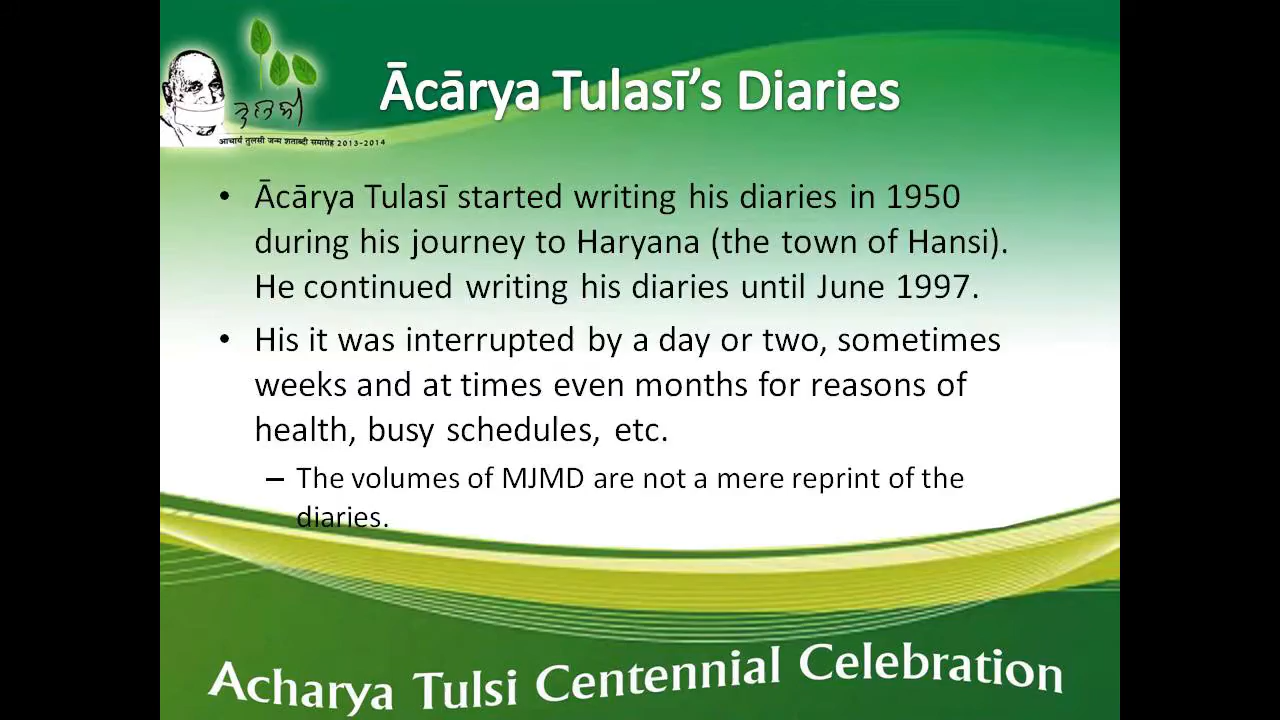 Ācārya Tulasī’s Diaries
तुलसी
आचार्य तुलसी जन्म शताब्दी समारोह 2013-2014
• Ācārya Tulasī started writing his diaries in 1950
during his journey to Haryana (the town of Hansi).
He continued writing his diaries until June 1997.
• His it was interrupted by a day or two, sometimes
weeks and at times even months for reasons of
health, busy schedules, etc.
– The volumes of MJMD are not a mere reprint of the
diaries.
Acharya Tulsi Centennial Celebration